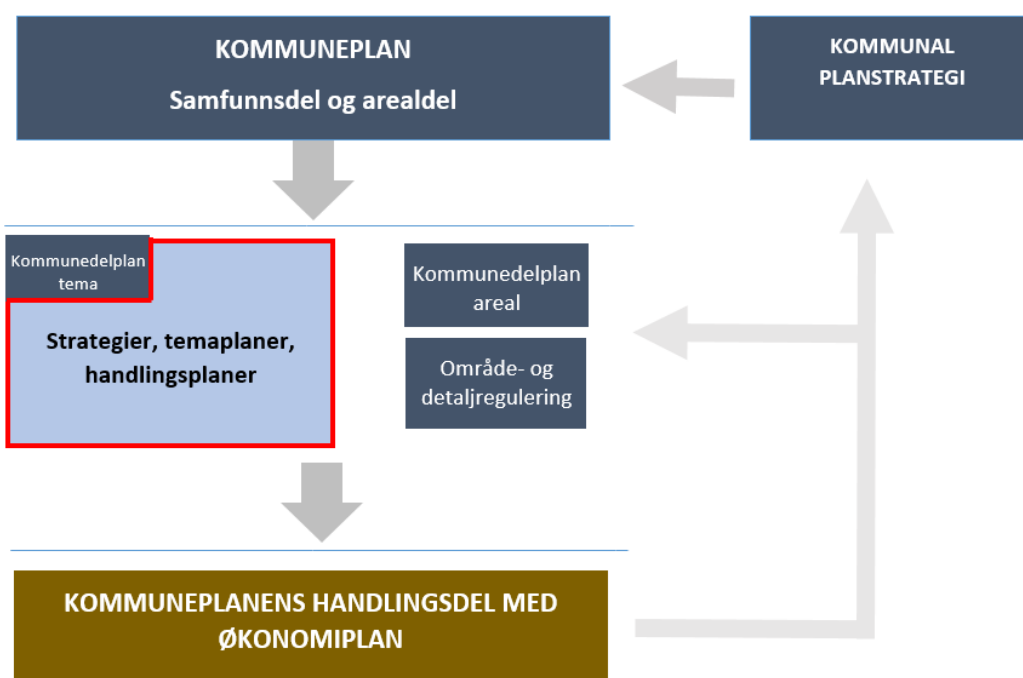 KOMMUNEPLAN
Samfunnsdel og arealdel
KOMMUNAL
PLANSTRATEGI
Kommunedelplan
tema
Strategier, temaplaner,
handlingsplaner
Kommunedelplan
areal
Område- og
detaljregulering
KOMMUNEPLANENS HANDLINGSDEL MED
ØKONOMIPLAN